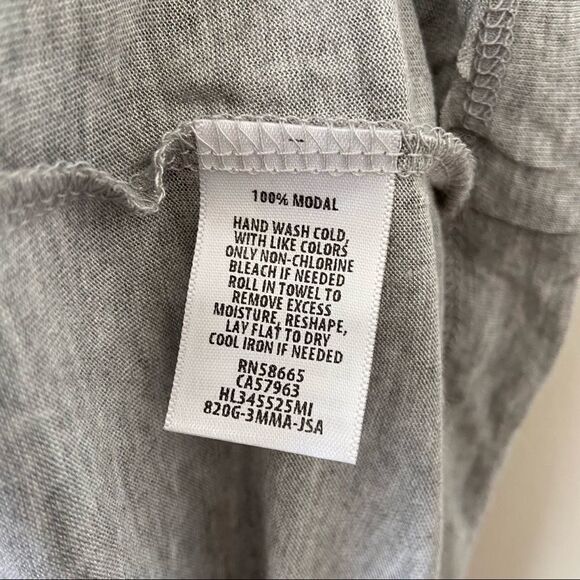 100% MODAL
HAND WASH COLD,
WITH LIKE COLORS
ONLY NON-CHLORINE
BLEACH IF NEEDED
ROLL IN TOWEL TO
REMOVE EXCESS
MOISTURE, RESHAPE,
LAY FLAT TO DRY
COOL IRON IF NEEDED
RN58665
CA57963
HL345525MI
820G-3MMA-JSA